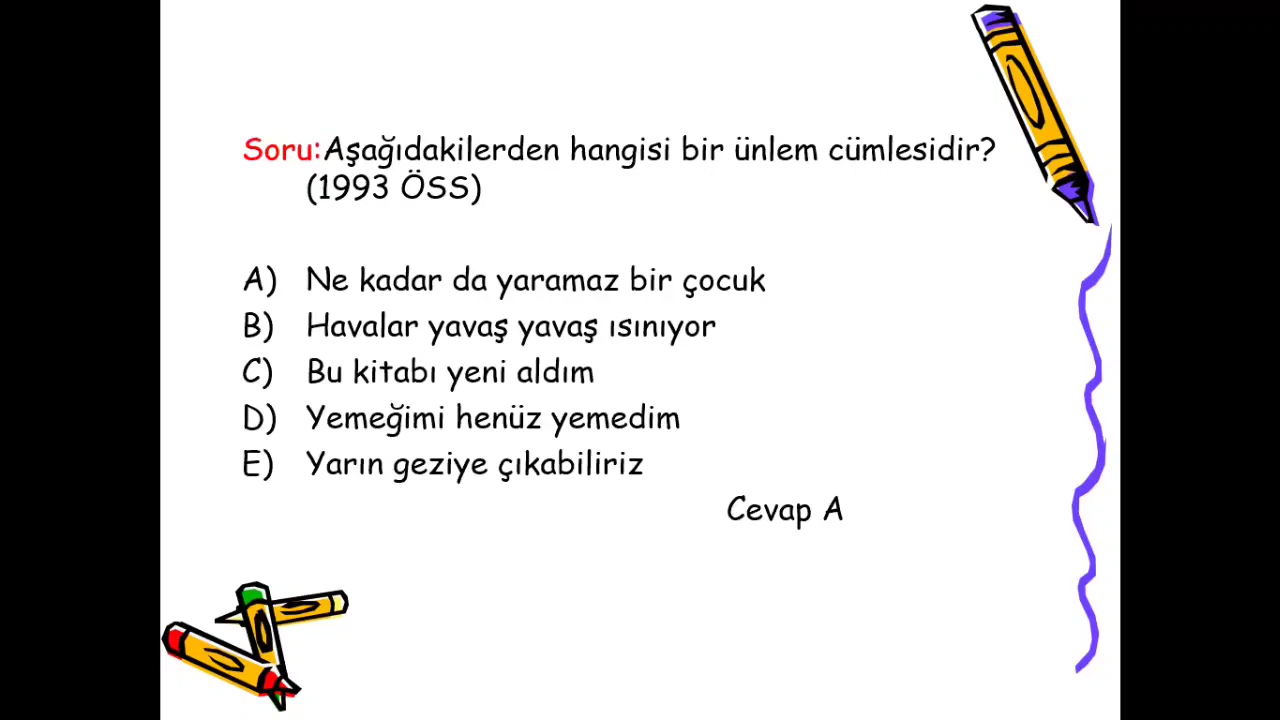 Soru:Aşağıdakilerden hangisi bir ünlem cümlesidir?
(1993 ÖSS)
A) Ne kadar da yaramaz bir çocuk
B) Havalar yavaş yavaş ısınıyor
C) Bu kitabı yeni aldım
D) Yemeğimi henüz yemedim
E) Yarın geziye çıkabiliriz
Cevap A